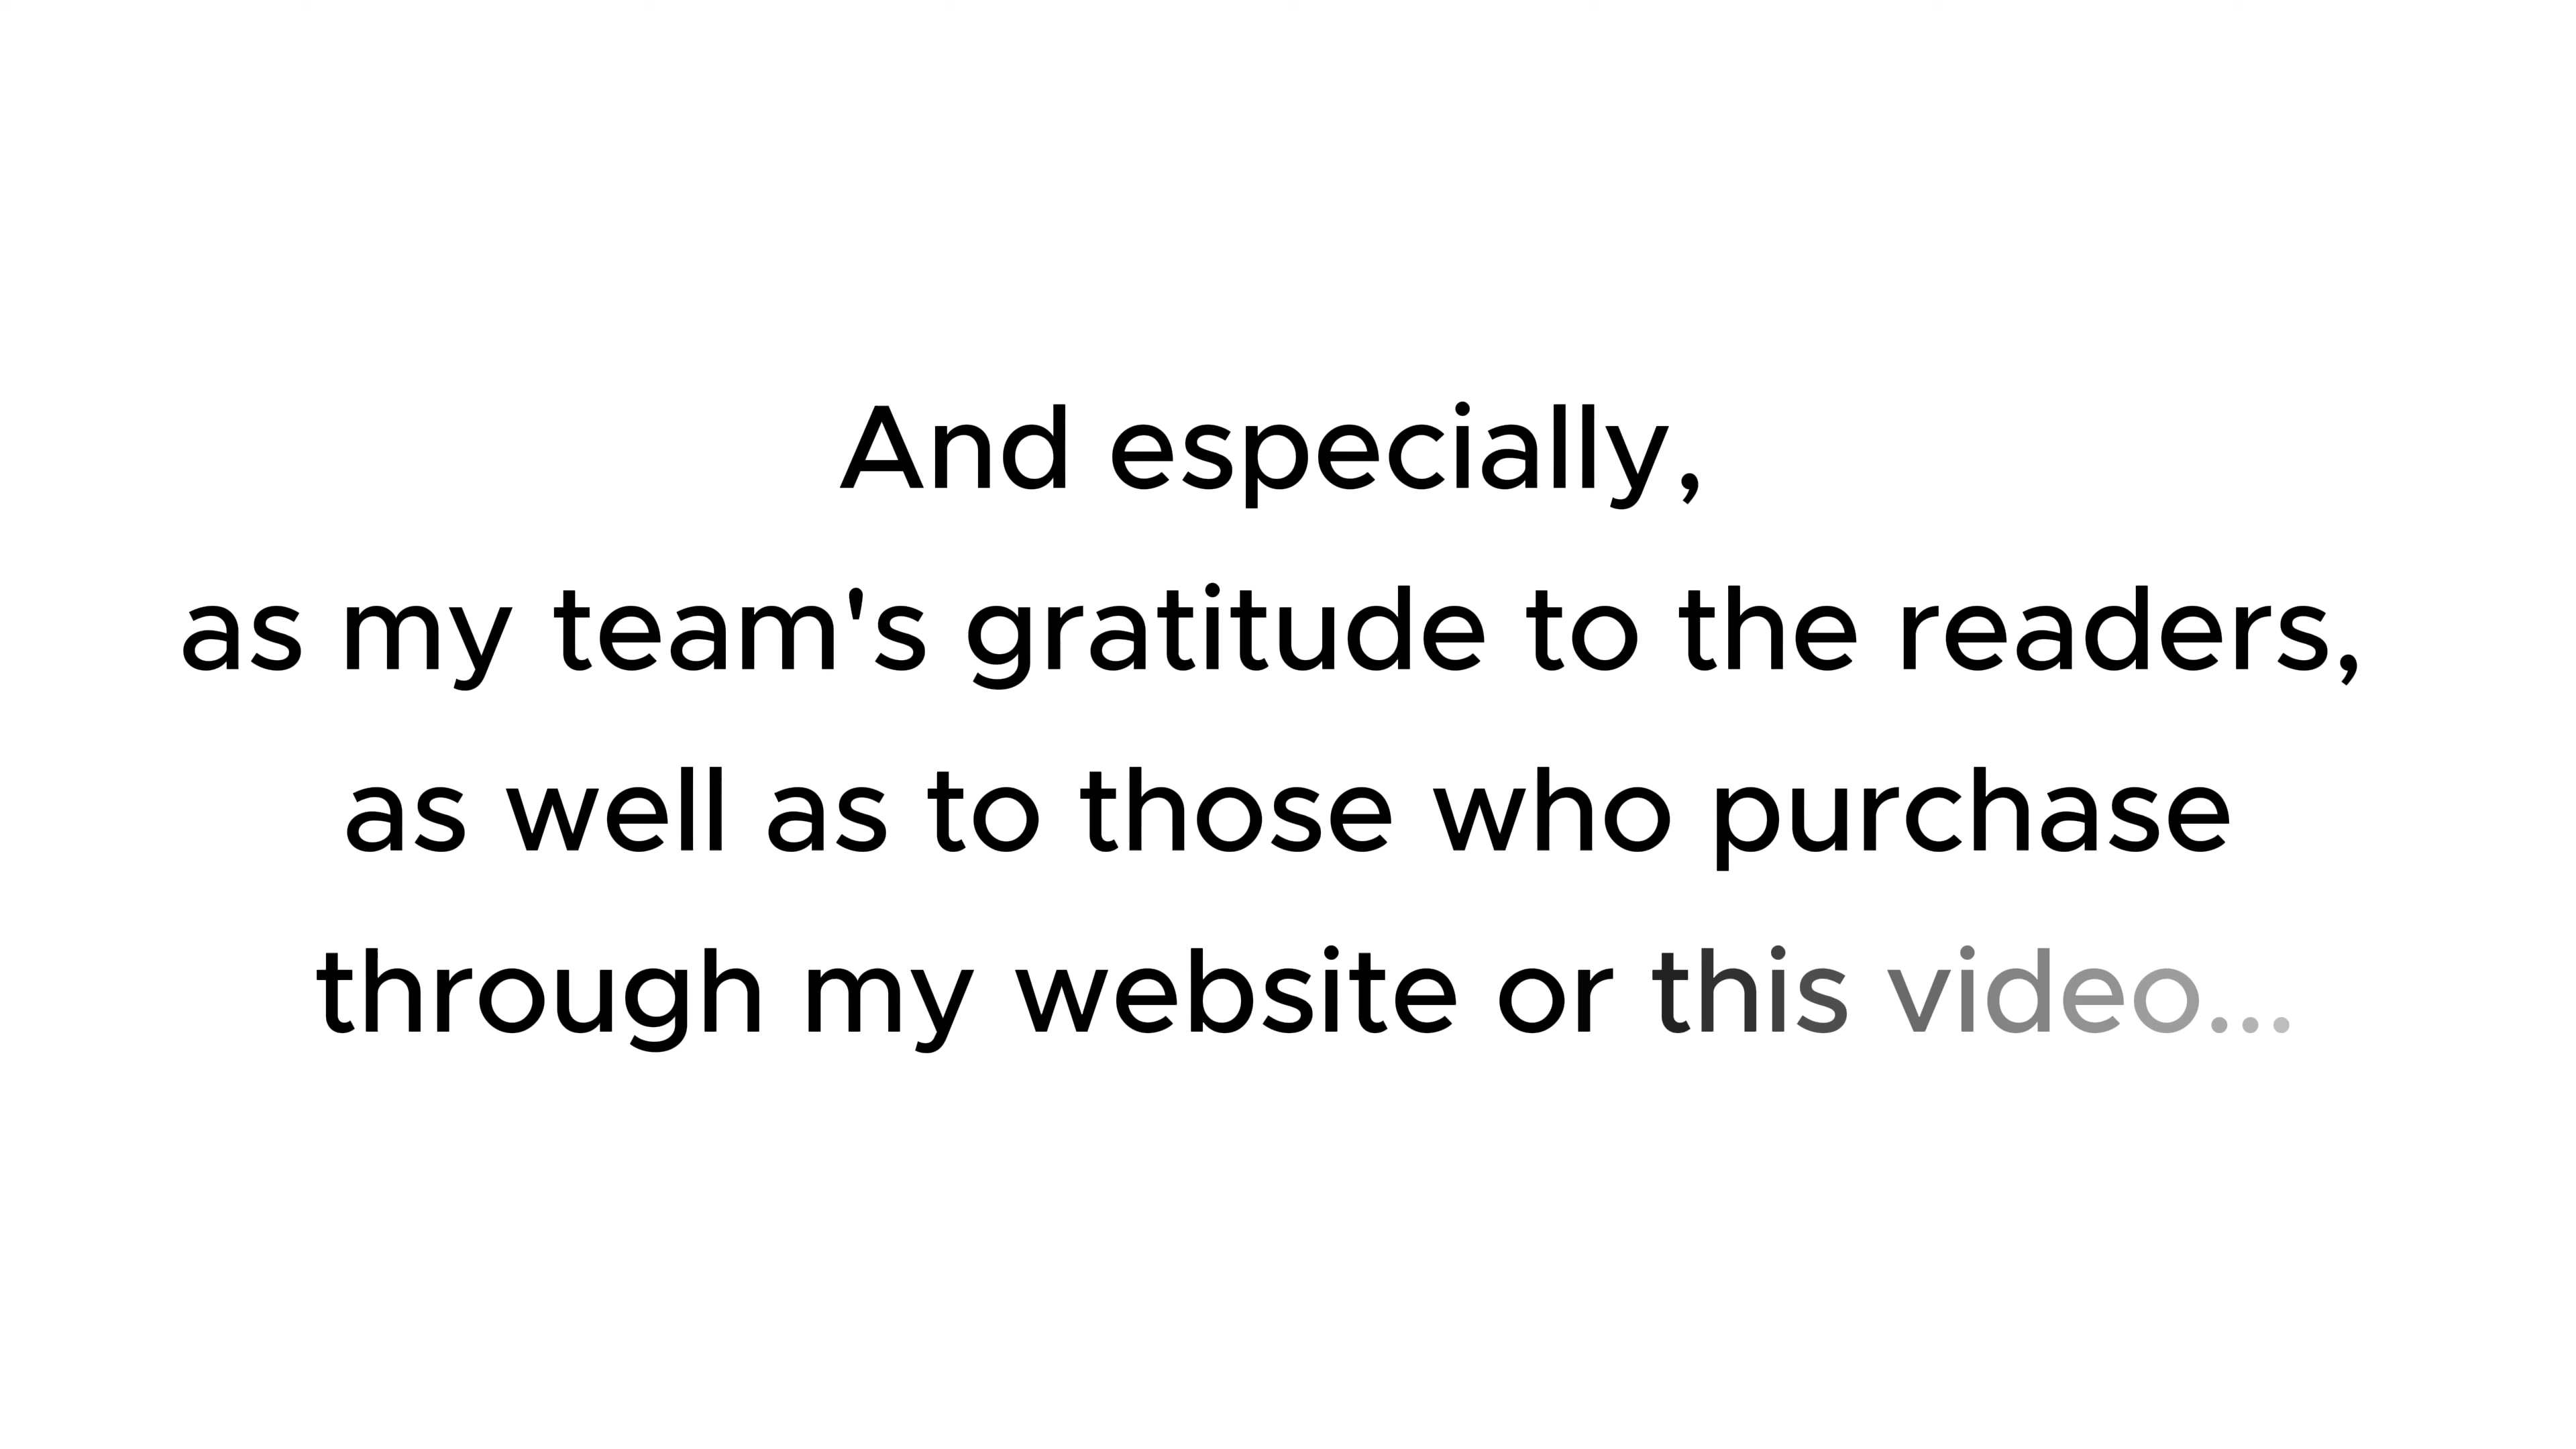 And especially,
as my team's gratitude to the readers,
as well as to those who purchase
through my website or this video...